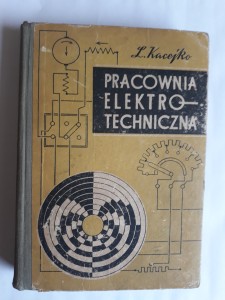 L. Kacejko
PRACOWNIA
ELEKTRO-
TECHNICZNA